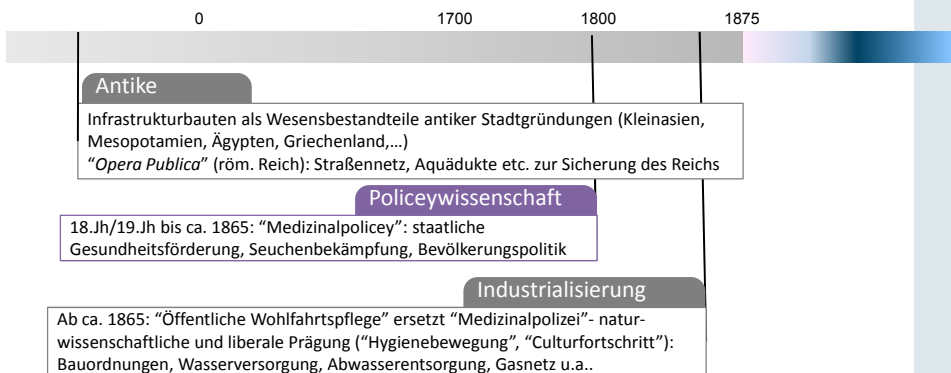 0 1700 1800 1875
Antike
Infrastrukturbauten als Wesensbestandteile antiker Stadtgründungen (Kleinasien,
Mesopotamien, Ägypten, Griechenland,…)
“Opera Publica” (röm. Reich): Straßennetz, Aquädukte etc. zur Sicherung des Reichs
Policeywissenschaft
18.Jh/19.Jh bis ca. 1865: “Medizinalpolicey”: staatliche
Gesundheitsförderung, Seuchenbekämpfung, Bevölkerungspolitik
Industrialisierung
Ab ca. 1865: “Öffentliche Wohlfahrtspflege” ersetzt “Medizinalpolizei”- natur-
wissenschaftliche und liberale Prägung (“Hygienebewegung”, “Culturfortschritt”):
Bauordnungen, Wasserversorgung, Abwasserentsorgung, Gasnetz u.a..